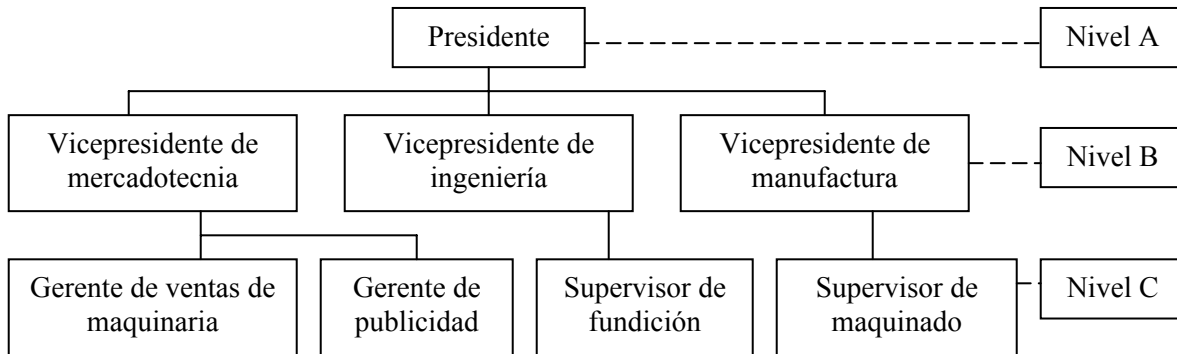 Presidente
Nivel A
Vicepresidente de
mercadotecnia
Vicepresidente de
ingeniería
Vicepresidente de
manufactura
Nivel B
Gerente de ventas de
maquinaria
Gerente de
publicidad
Supervisor de
fundición
Supervisor de
maquinado
Nivel C